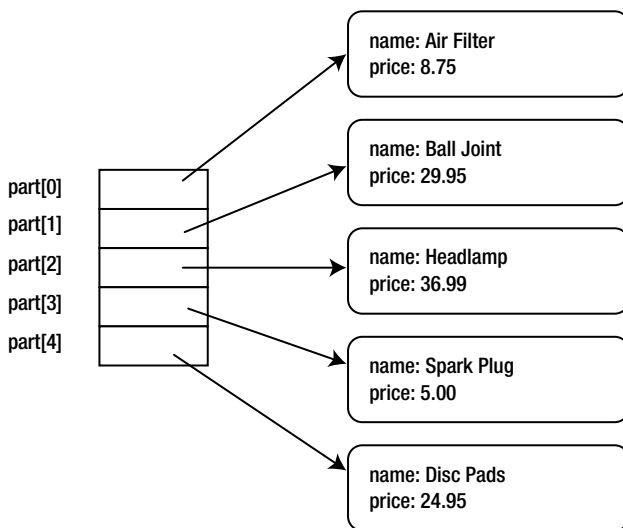 name: Air Filter
price: 8.75
name: Ball Joint
price: 29.95
part[0]
part[1]
part[2]
part[3]
part[4]
name: Headlamp
price: 36.99
name: Spark Plug
price: 5.00
name: Disc Pads
price: 24.95